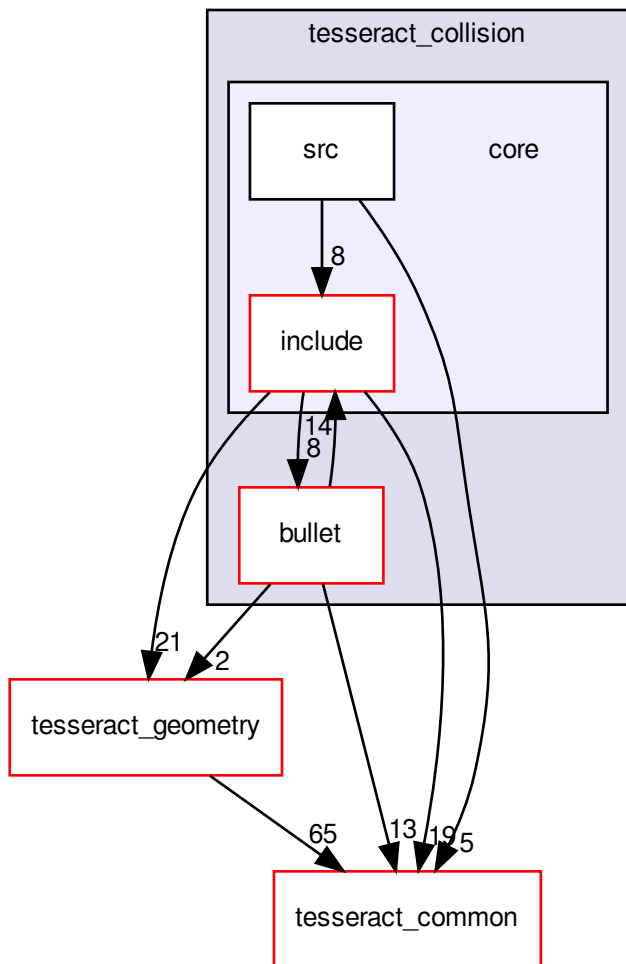 tesseract_collision
src
core
8
include
14
8
bullet
21
2
tesseract_geometry
65
13
19
5
tesseract_common